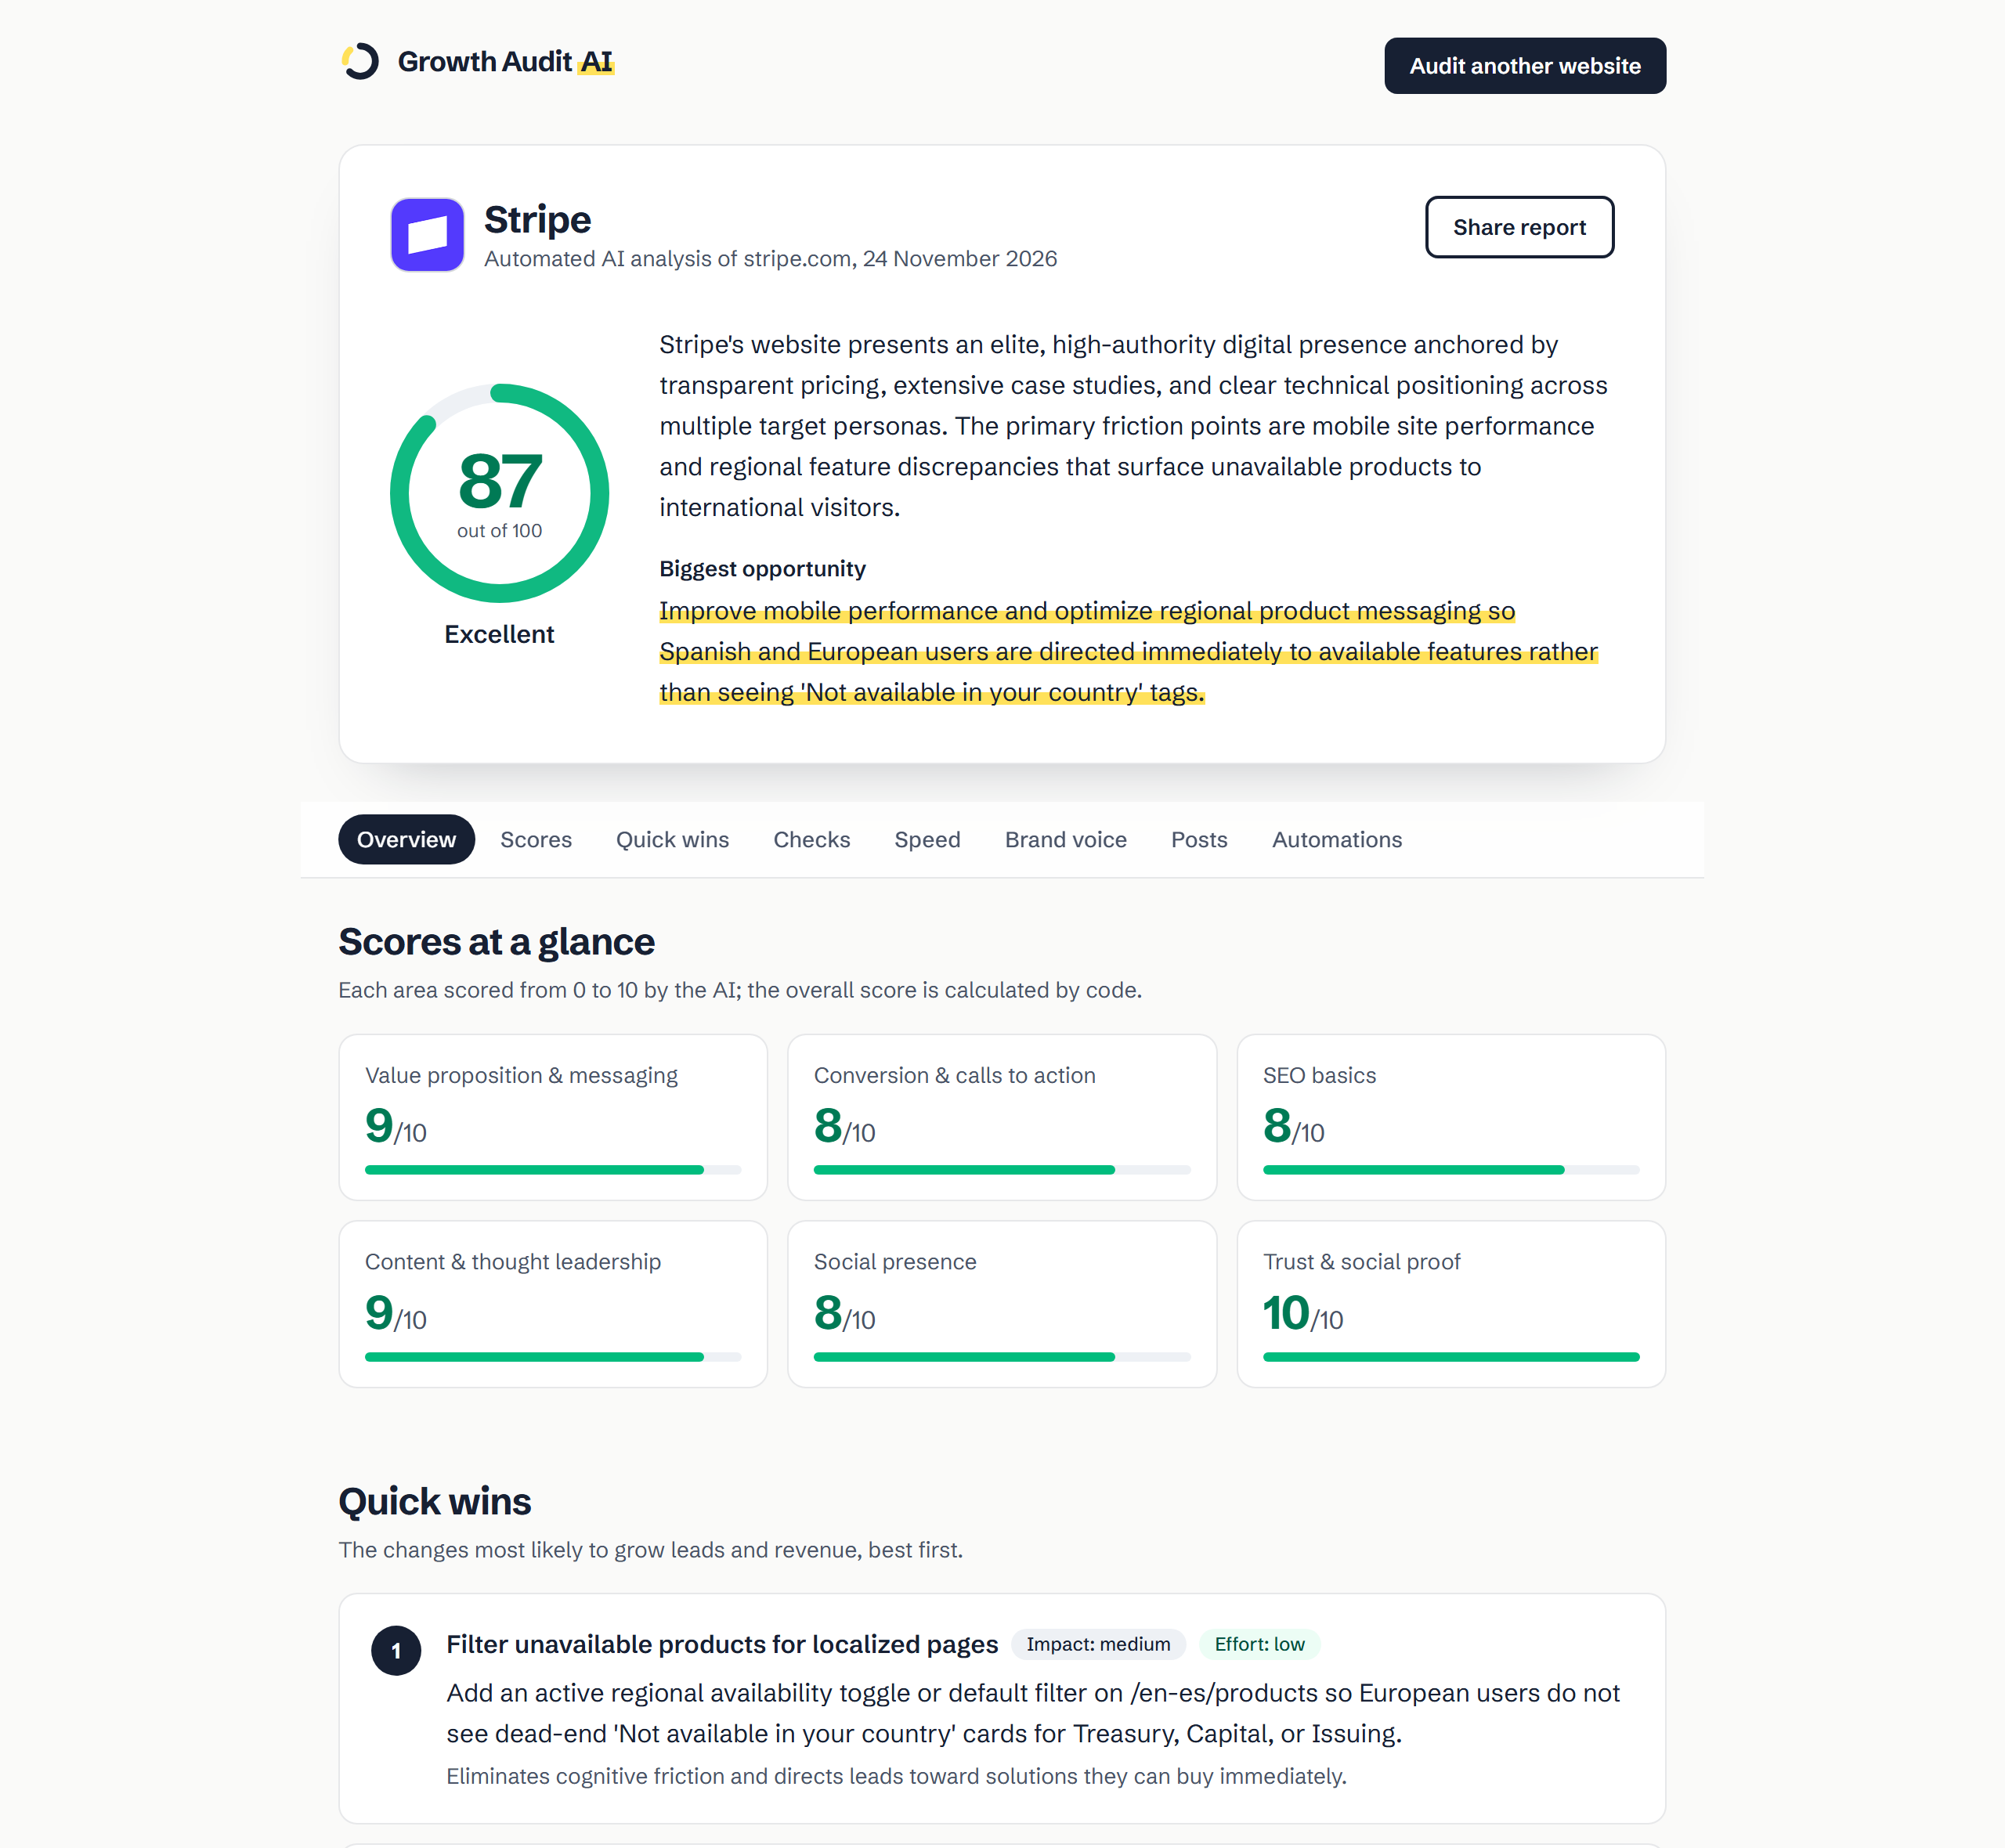 Growth Audit AI
Audit another website
Stripe
Automated AI analysis of stripe.com, 24 November 2026
Share report
87
out of 100
Excellent
Stripe's website presents an elite, high-authority digital presence anchored by
transparent pricing, extensive case studies, and clear technical positioning across
multiple target personas. The primary friction points are mobile site performance
and regional feature discrepancies that surface unavailable products to
international visitors.
Biggest opportunity
Improve mobile performance and optimize regional product messaging so
Spanish and European users are directed immediately to available features rather
than seeing 'Not available in your country' tags.
Overview Scores Quick wins Checks Speed Brand voice Posts Automations
Scores at a glance
Each area scored from 0 to 10 by the AI; the overall score is calculated by code.
Value proposition & messaging
9/10
Conversion & calls to action
8/10
SEO basics
8/10
Content & thought leadership
9/10
Social presence
8/10
Trust & social proof
10/10
Quick wins
The changes most likely to grow leads and revenue, best first.
1
Filter unavailable products for localized pages Impact: medium Effort: low
Add an active regional availability toggle or default filter on /en-es/products so European users do not
see dead-end 'Not available in your country' cards for Treasury, Capital, or Issuing.
Eliminates cognitive friction and directs leads toward solutions they can buy immediately.